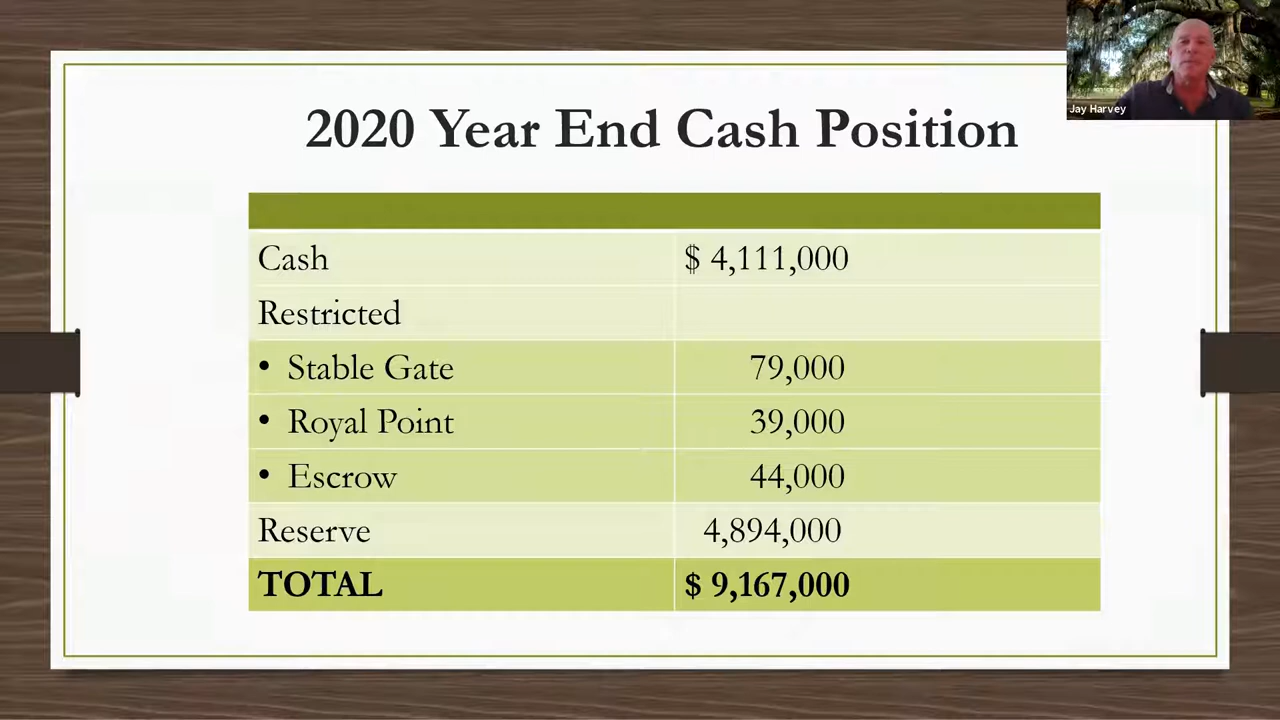 Jay Harvey
2020 Year End Cash Position
Cash $ 4,111,000
Restricted
• Stable Gate 79,000
• Royal Point 39,000
• Escrow 44,000
Reserve 4,894,000
TOTAL $ 9,167,000